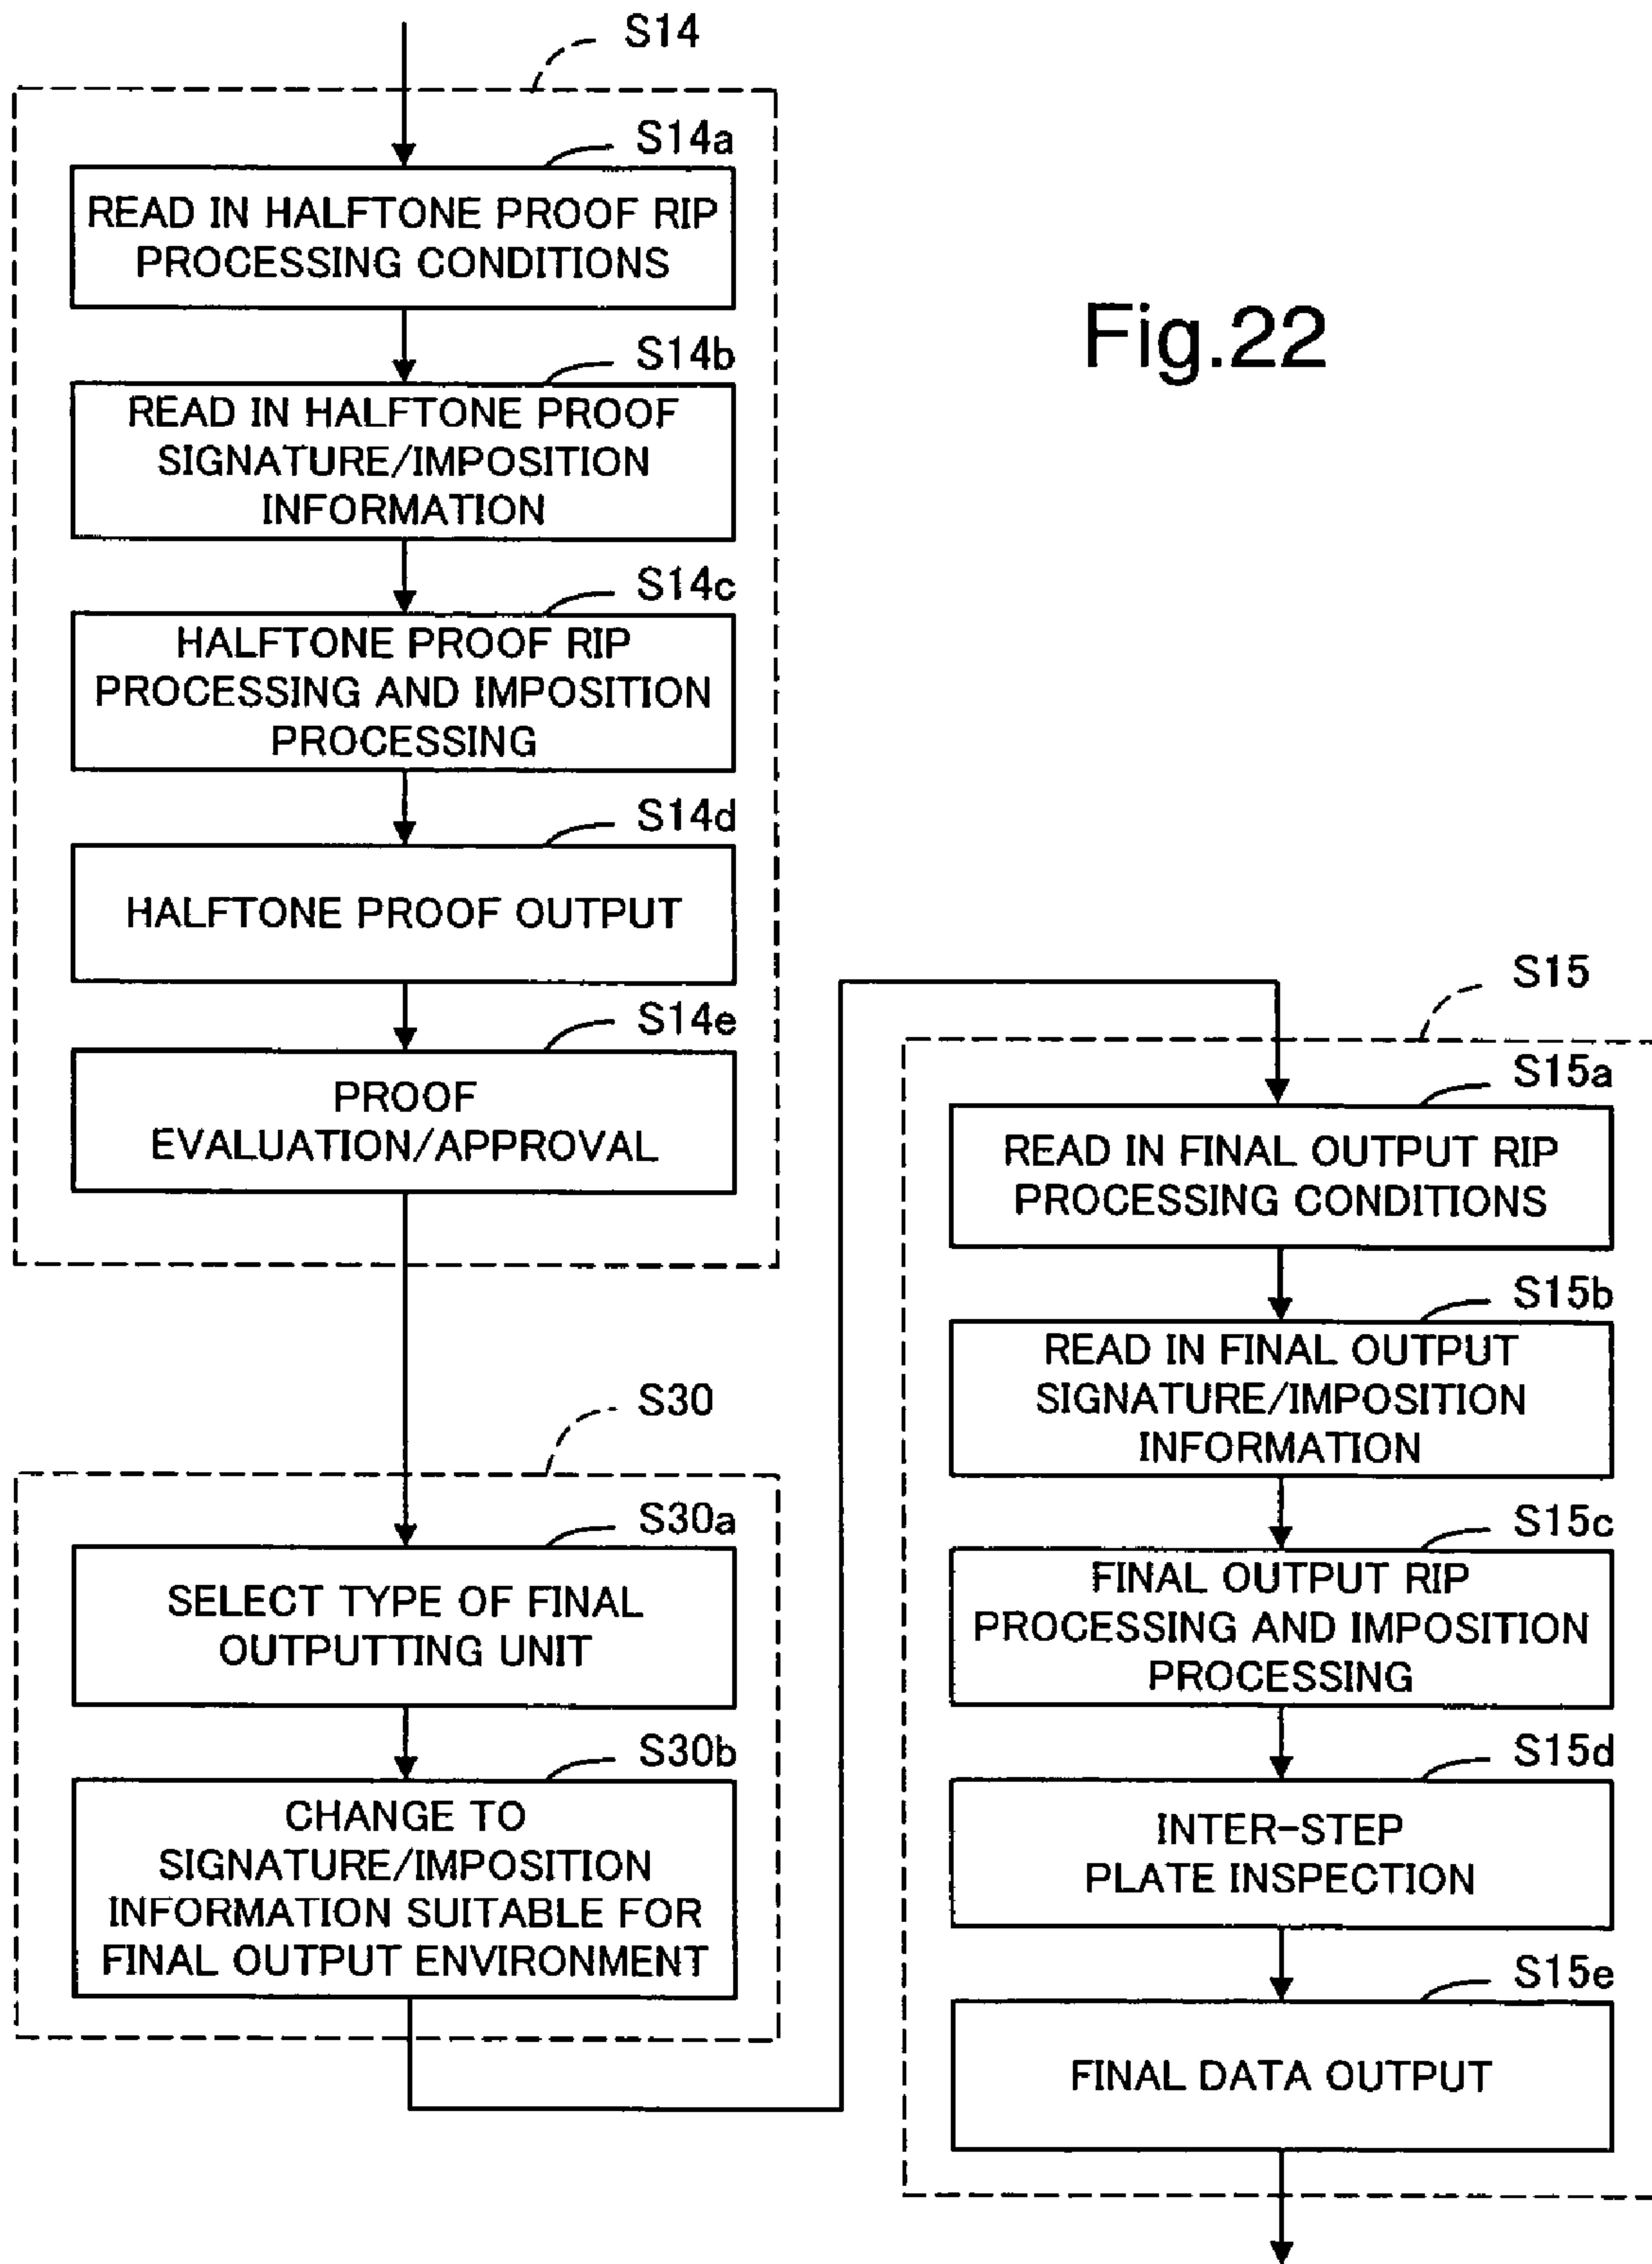 S14
S14a
READ IN HALFTONE PROOF RIP
PROCESSING CONDITIONS
S14b
READ IN HALFTONE PROOF
SIGNATURE/IMPOSITION
INFORMATION
S14c
HALFTONE PROOF RIP
PROCESSING AND IMPOSITION
PROCESSING
S14d
HALFTONE PROOF OUTPUT
S14e
PROOF
EVALUATION/APPROVAL
S30
S30a
SELECT TYPE OF FINAL
OUTPUTTING UNIT
S30b
CHANGE TO
SIGNATURE/IMPOSITION
INFORMATION SUITABLE FOR
FINAL OUTPUT ENVIRONMENT
Fig.22
S15
S15a
READ IN FINAL OUTPUT RIP
PROCESSING CONDITIONS
S15b
READ IN FINAL OUTPUT
SIGNATURE/IMPOSITION
INFORMATION
S15c
FINAL OUTPUT RIP
PROCESSING AND IMPOSITION
PROCESSING
S15d
INTER-STEP
PLATE INSPECTION
S15e
FINAL DATA OUTPUT